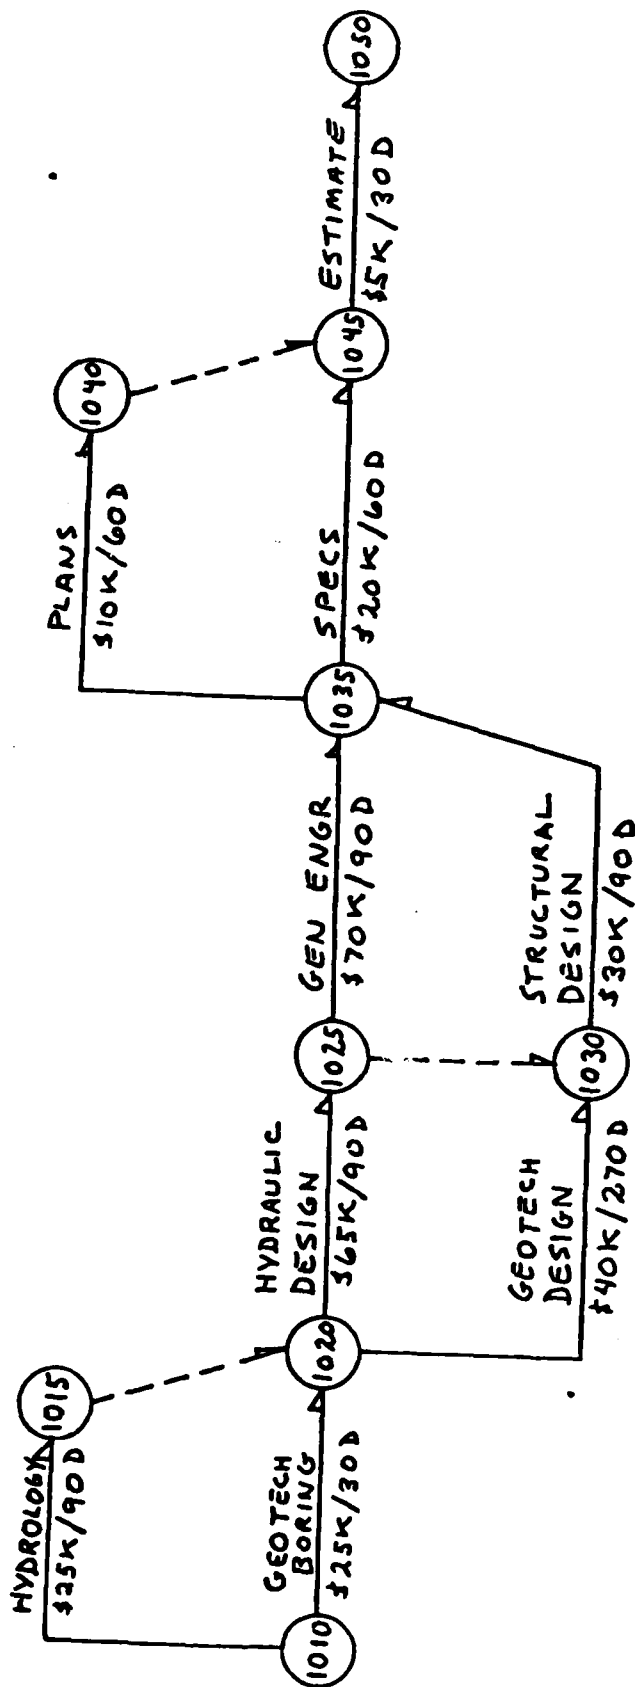 HYDROLOGY
$25K/90D
1015
1010
GEOTECH
BORING
$25K/30D
1020
HYDRAULIC
DESIGN
$65K/90D
1025
GEOTECH
DESIGN
$40K/270D
1030
GEN ENGR
$70K/90D
1035
STRUCTURAL
DESIGN
$30K/90D
PLANS
$10K/60D
1040
SPECS
$20K/60D
1045
ESTIMATE
$5K/30D
1050